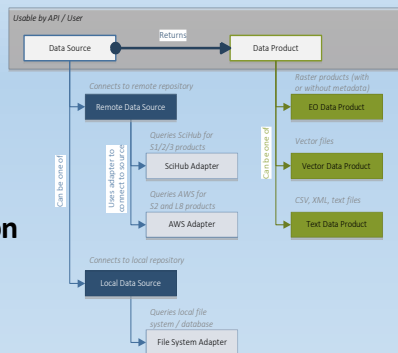 Usable by API / User
Returns
Data Source
Data Product
Connects to remote repository
Remote Data Source
Can be one of
Uses adapter to
connect to source
Queries SciHub for
S1/2/3 products
SciHub Adapter
Queries AWS for
S2 and L8 products
AWS Adapter
Connects to local repository
Local Data Source
Queries local file
system / database
File System Adapter
Can be one of
Raster products (with
or without metadata)
EO Data Product
Vector files
Vector Data Product
CSV, XML, text files
Text Data Product
on